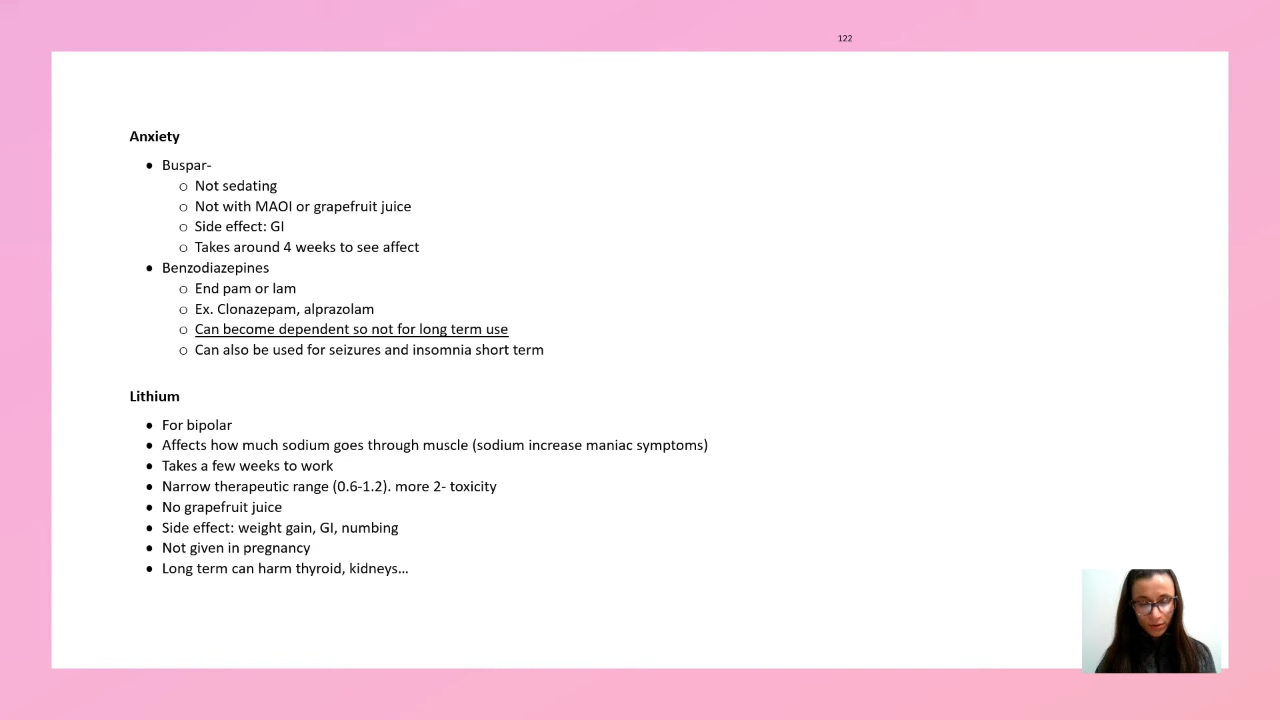 122
Anxiety
• Buspar-
o Not sedating
o Not with MAOI or grapefruit juice
o Side effect: GI
o Takes around 4 weeks to see affect
• Benzodiazepines
o End pam or lam
o Ex. Clonazepam, alprazolam
o Can become dependent so not for long term use
o Can also be used for seizures and insomnia short term
Lithium
• For bipolar
• Affects how much sodium goes through muscle (sodium increase maniac symptoms)
• Takes a few weeks to work
• Narrow therapeutic range (0.6-1.2). more 2- toxicity
• No grapefruit juice
• Side effect: weight gain, GI, numbing
• Not given in pregnancy
• Long term can harm thyroid, kidneys…